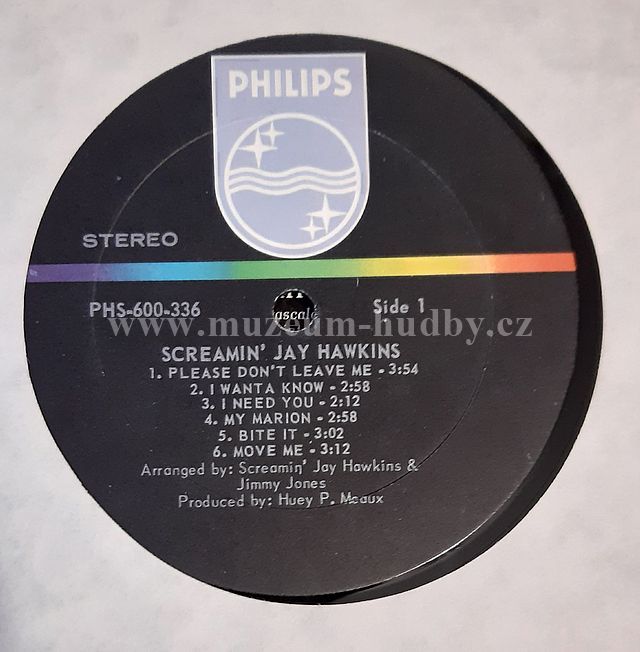 PHILIPS
STEREO
PHS-600-336
ascale
Side 1
www.muzeum-hudby.cz
SCREAMIN' JAY HAWKINS
1. PLEASE DON'T LEAVE ME - 3:54
2. I WANTA KNOW - 2:58
3. I NEED YOU - 2:12
4. MY MARION - 2:58
5. BITE IT - 3:02
6. MOVE ME - 3:12
Arranged by: Screamin' Jay Hawkins &
Jimmy Jones
Produced by: Huey P. Meaux